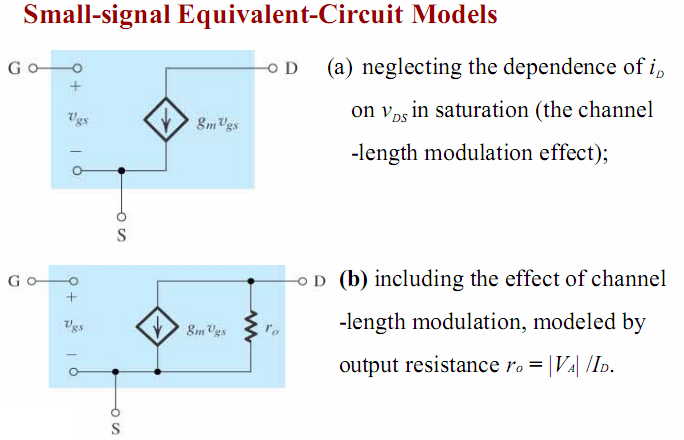 Small-signal Equivalent-Circuit Models
G
D
+
v_gs
g_m v_gs
−
S
(a) neglecting the dependence of i_D
on v_DS in saturation (the channel
-length modulation effect);
G
D
+
v_gs
g_m v_gs
r_o
−
S
(b) including the effect of channel
-length modulation, modeled by
output resistance r_o = |V_A| /I_D.